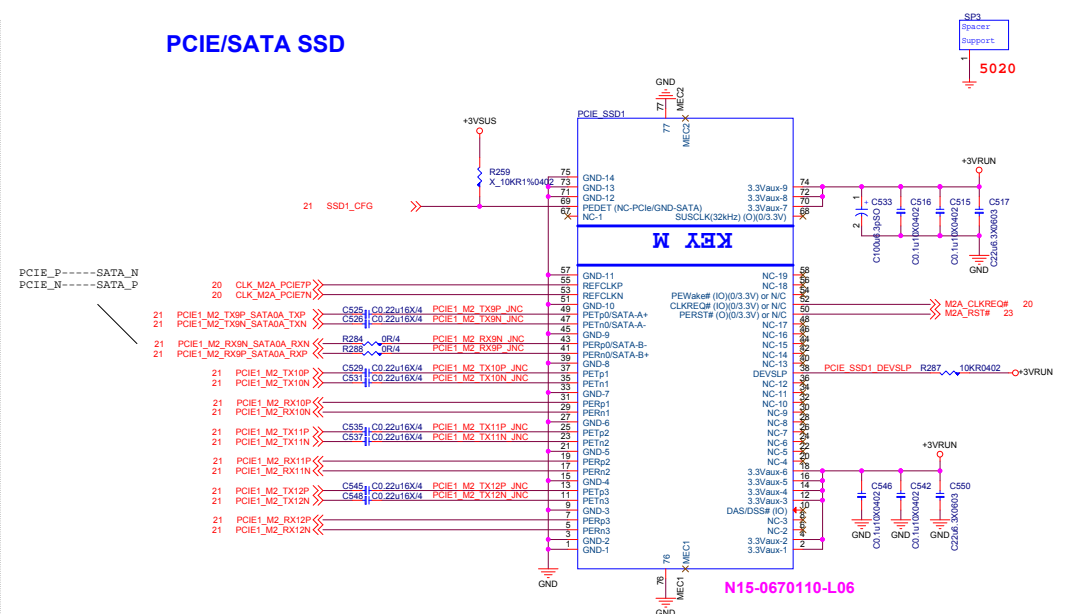 PCIE/SATA SSD
SP3
Spacer
Support
1
5020
GND
77
MEC2
PCIE_SSD1
77
MEC2
+3VSUS
R259
X_10KR1%0402
+3VRUN
21 SSD1_CFG
75 GND-14
73 GND-13
71 GND-12
69 PEDET (NC-PCIe/GND-SATA)
67 NC-1
3.3Vaux-9 74
3.3Vaux-8 72
3.3Vaux-7 70
SUSCLK(32kHz) (O)(0/3.3V) 68
1 + C533
2
C100u6.3pSO
C516
C0.1u10X0402
C515
C0.1u10X0402
C517
C22u6.3X0603
GND
KEY M
PCIE_P-----SATA_N
PCIE_N-----SATA_P
57 GND-11
20 CLK_M2A_PCIE7P 55 REFCLKP
20 CLK_M2A_PCIE7N 53 REFCLKN
51 GND-10
21 PCIE1_M2_TX9P_SATA0A_TXP C525 C0.22u16X/4 PCIE1_M2_TX9P_JNC 49 PETp0/SATA-A+
21 PCIE1_M2_TX9N_SATA0A_TXN C526 C0.22u16X/4 PCIE1_M2_TX9N_JNC 47 PETn0/SATA-A-
45 GND-9
21 PCIE1_M2_RX9N_SATA0A_RXN R284 0R/4 PCIE1_M2_RX9N_JNC 43 PERp0/SATA-B-
21 PCIE1_M2_RX9P_SATA0A_RXP R288 0R/4 PCIE1_M2_RX9P_JNC 41 PERn0/SATA-B+
39 GND-8
21 PCIE1_M2_TX10P C529 C0.22u16X/4 PCIE1_M2_TX10P_JNC 37 PETp1
21 PCIE1_M2_TX10N C531 C0.22u16X/4 PCIE1_M2_TX10N_JNC 35 PETn1
33 GND-7
21 PCIE1_M2_RX10P 31 PERp1
21 PCIE1_M2_RX10N 29 PERn1
27 GND-6
21 PCIE1_M2_TX11P C535 C0.22u16X/4 PCIE1_M2_TX11P_JNC 25 PETp2
21 PCIE1_M2_TX11N C537 C0.22u16X/4 PCIE1_M2_TX11N_JNC 23 PETn2
21 GND-5
21 PCIE1_M2_RX11P 19 PERp2
21 PCIE1_M2_RX11N 17 PERn2
15 GND-4
21 PCIE1_M2_TX12P C545 C0.22u16X/4 PCIE1_M2_TX12P_JNC 13 PETp3
21 PCIE1_M2_TX12N C548 C0.22u16X/4 PCIE1_M2_TX12N_JNC 11 PETn3
9 GND-3
21 PCIE1_M2_RX12P 7 PERp3
21 PCIE1_M2_RX12N 5 PERn3
3 GND-2
1 GND-1
GND
NC-19 58
NC-18 56
PEWake# (IO)(0/3.3V) or N/C 54
CLKREQ# (IO)(0/3.3V) or N/C 52 M2A_CLKREQ# 20
PERST# (O)(0/3.3V) or N/C 50 M2A_RST# 23
NC-17 48
NC-16 46
NC-15 44
NC-14 42
NC-13 40
DEVSLP 38 PCIE_SSD1_DEVSLP R287 10KR0402 +3VRUN
NC-12 36
NC-11 34
NC-10 32
NC-9 30
NC-8 28
NC-7 26
NC-6 24
NC-5 22
NC-4 20
3.3Vaux-6 18
3.3Vaux-5 16
3.3Vaux-4 14
3.3Vaux-3 12
DAS/DSS# (IO) 10
NC-3 8
NC-2 6
3.3Vaux-2 4
3.3Vaux-1 2
+3VRUN
C546
C0.1u10X0402
GND
C542
C0.1u10X0402
GND
C550
C22u6.3X0603
GND
76
MEC1
76
MEC1
GND
N15-0670110-L06